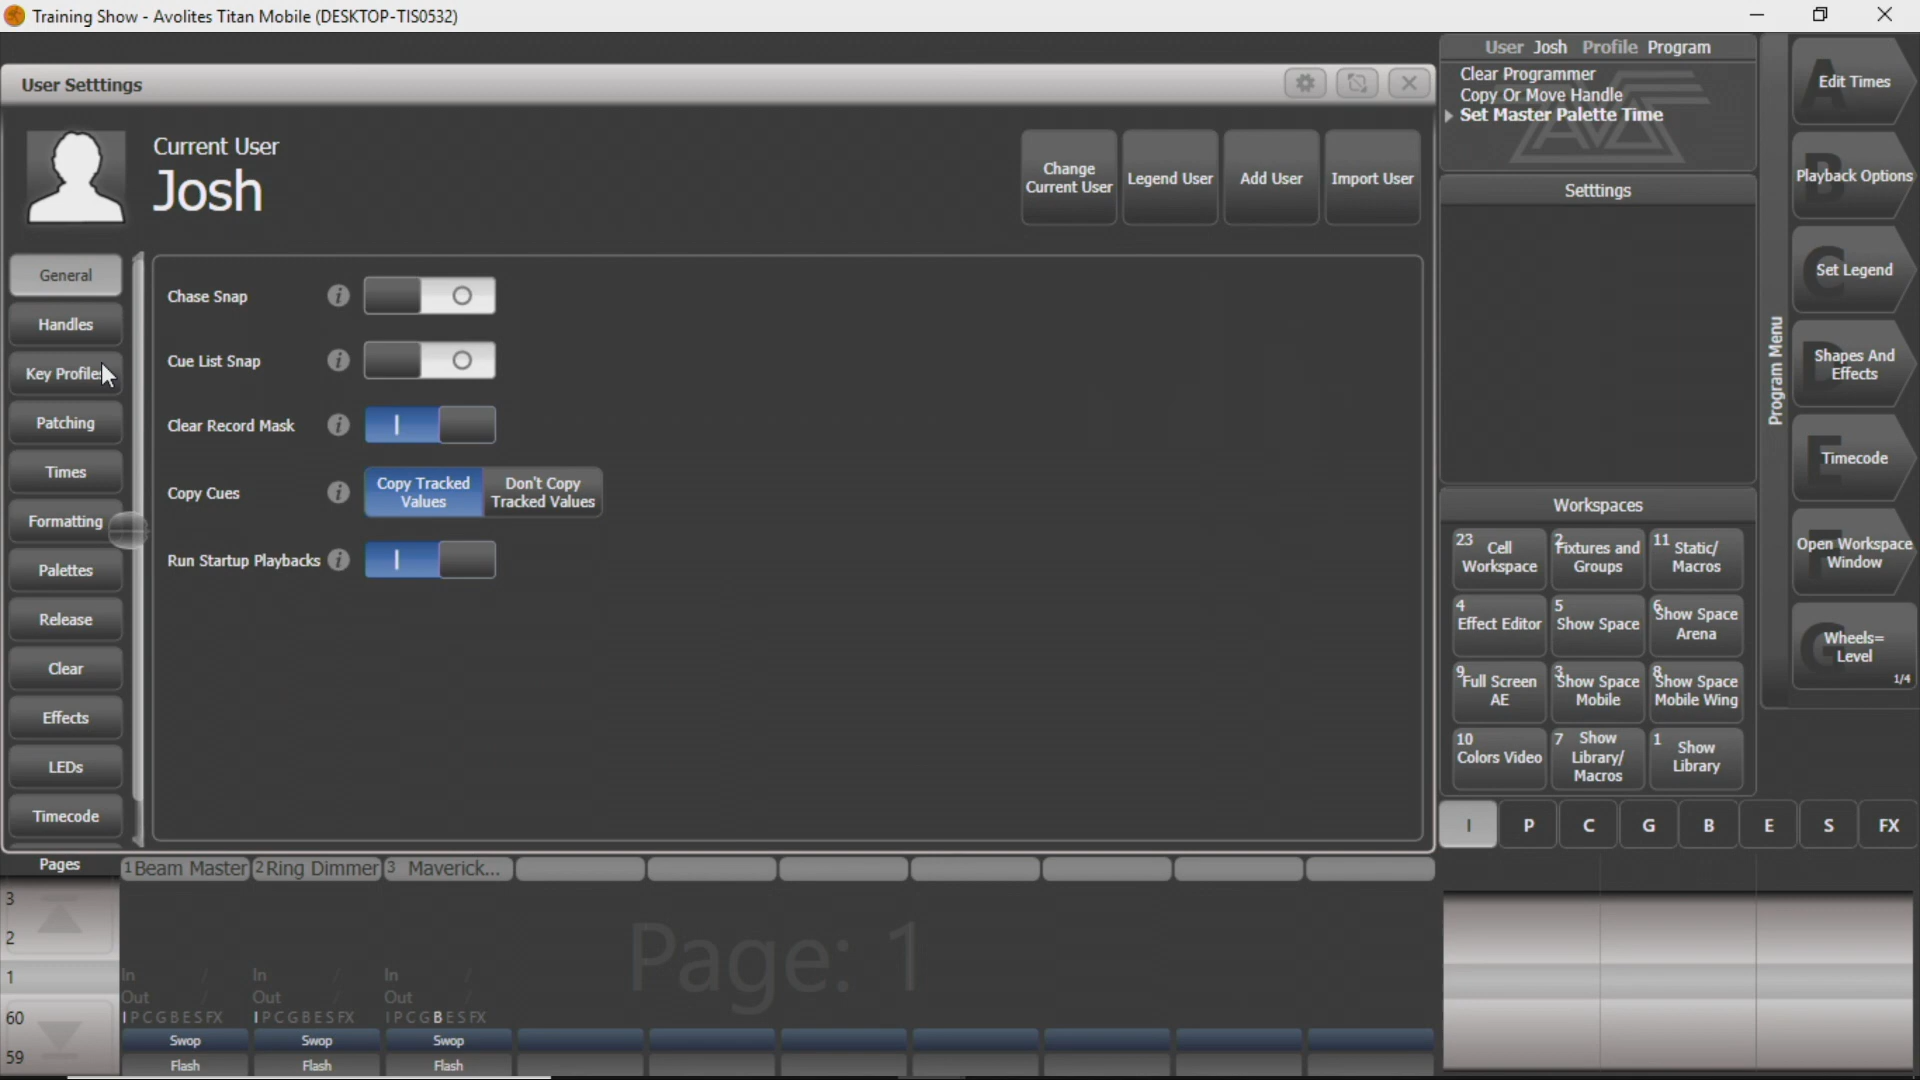 Training Show - Avolites Titan Mobile (DESKTOP-TIS0532)
User Setttings
Current User
Josh
Change
Current User
Legend User
Add User
Import User
General
Handles
Key Profiles
Patching
Times
Formatting
Palettes
Release
Clear
Effects
LEDs
Timecode
Chase Snap
Cue List Snap
Clear Record Mask
Copy Cues
Copy Tracked
Values
Don't Copy
Tracked Values
Run Startup Playbacks
User Josh Profile Program
Clear Programmer
Copy Or Move Handle
Set Master Palette Time
Setttings
Workspaces
23 Cell
Workspace
2 Fixtures and
Groups
11 Static/
Macros
4
Effect Editor
5
Show Space
6 Show Space
Arena
9 Full Screen
AE
3 Show Space
Mobile
8 Show Space
Mobile Wing
10
Colors Video
7 Show
Library/
Macros
1 Show
Library
Program Menu
A
Edit Times
B
Playback Options
C
Set Legend
D
Shapes And
Effects
E
Timecode
F
Open Workspace
Window
G
Wheels=
Level
1/4
I P C G B E S FX
Pages
3
2
1
60
59
1 Beam Master
2 Ring Dimmer
3 Maverick...
Page: 1
In /
Out /
IPCGBESFX
Swop
Flash
In /
Out /
IPCGBESFX
Swop
Flash
In /
Out /
IPCGBESFX
Swop
Flash